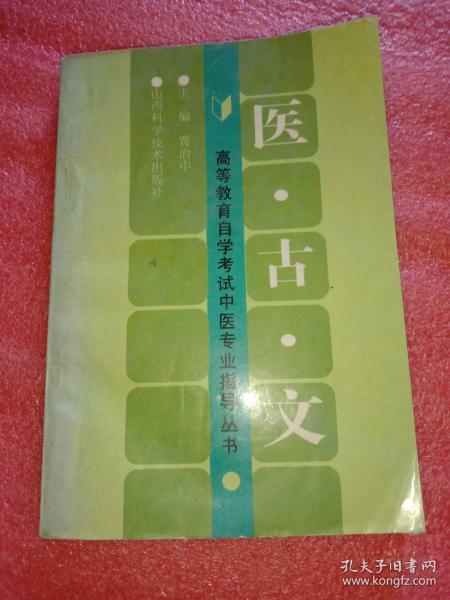 医·古·文
高等教育自学考试中医专业指导丛书
●主编 贾治中
●山西科学技术出版社
孔夫子旧书网
www.kongfz.com